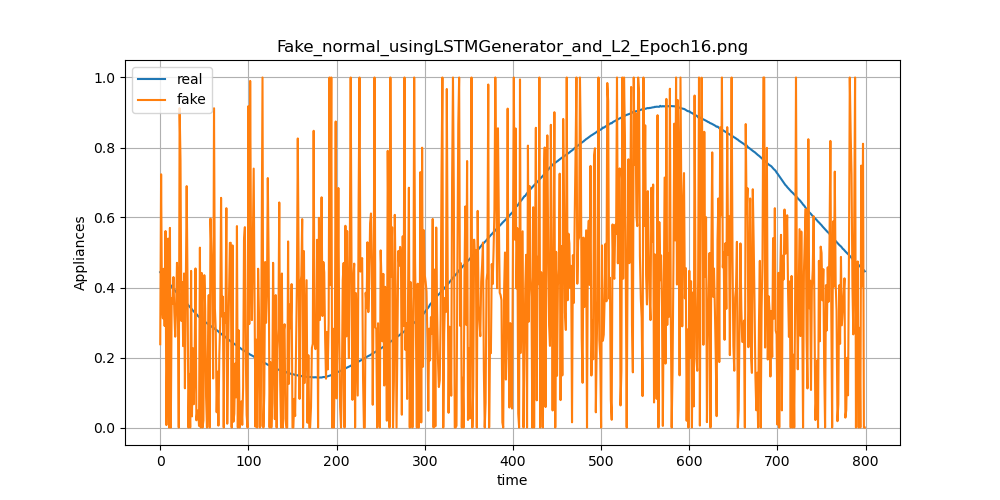 Fake_normal_usingLSTMGenerator_and_L2_Epoch16.png
real
fake
1.0
0.8
0.6
0.4
0.2
0.0
Appliances
0 100 200 300 400 500 600 700 800
time